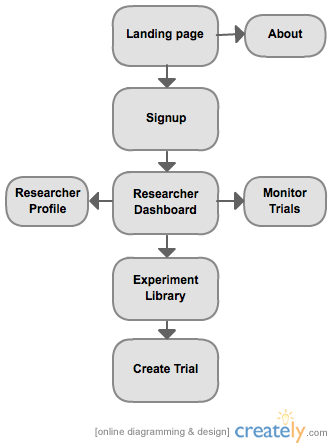 Landing page
About
Signup
Researcher
Profile
Researcher
Dashboard
Monitor
Trials
Experiment
Library
Create Trial
[online diagramming & design] creately.com